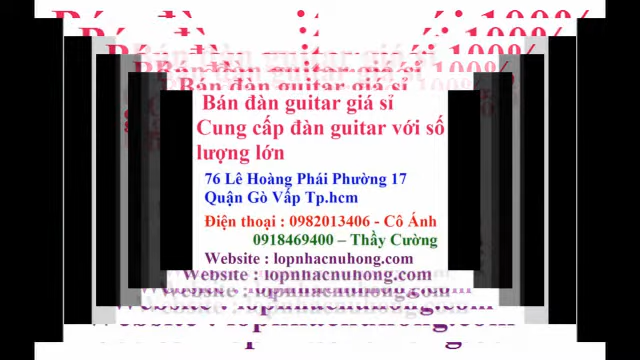 Bán đàn guitar giá sỉ
Cung cấp đàn guitar với số
lượng lớn
76 Lê Hoàng Phái Phường 17
Quận Gò Vấp Tp.hcm
Điện thoại : 0982013406 - Cô Ánh
0918469400 – Thầy Cường
Website : lopnhacnuhong.com
Website : lopnhacnuhong.com